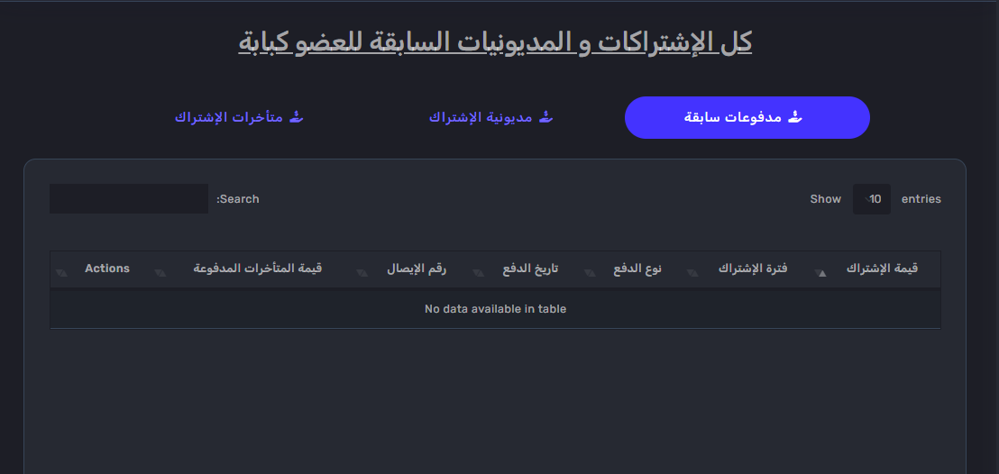 كل الإشتراكات و المديونيات السابقة للعضو كبابة
مدفوعات سابقة
مديونية الإشتراك
متأخرات الإشتراك
Show 10 entries
Search:
قيمة الإشتراك فترة الإشتراك نوع الدفع تاريخ الدفع رقم الإيصال قيمة المتأخرات المدفوعة Actions
No data available in table